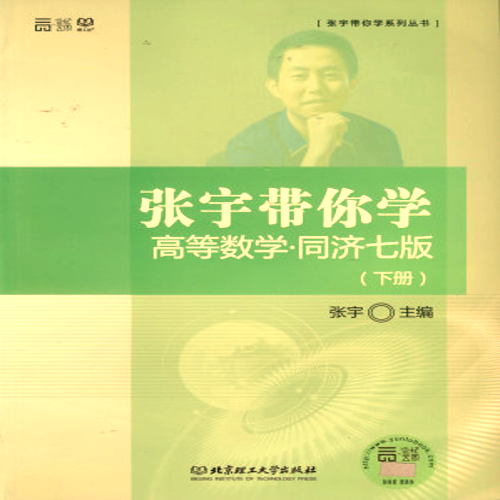 [ 张宇带你学系列丛书 ]
张宇带你学
高等数学·同济七版
（下册）
张宇 主编
北京理工大学出版社